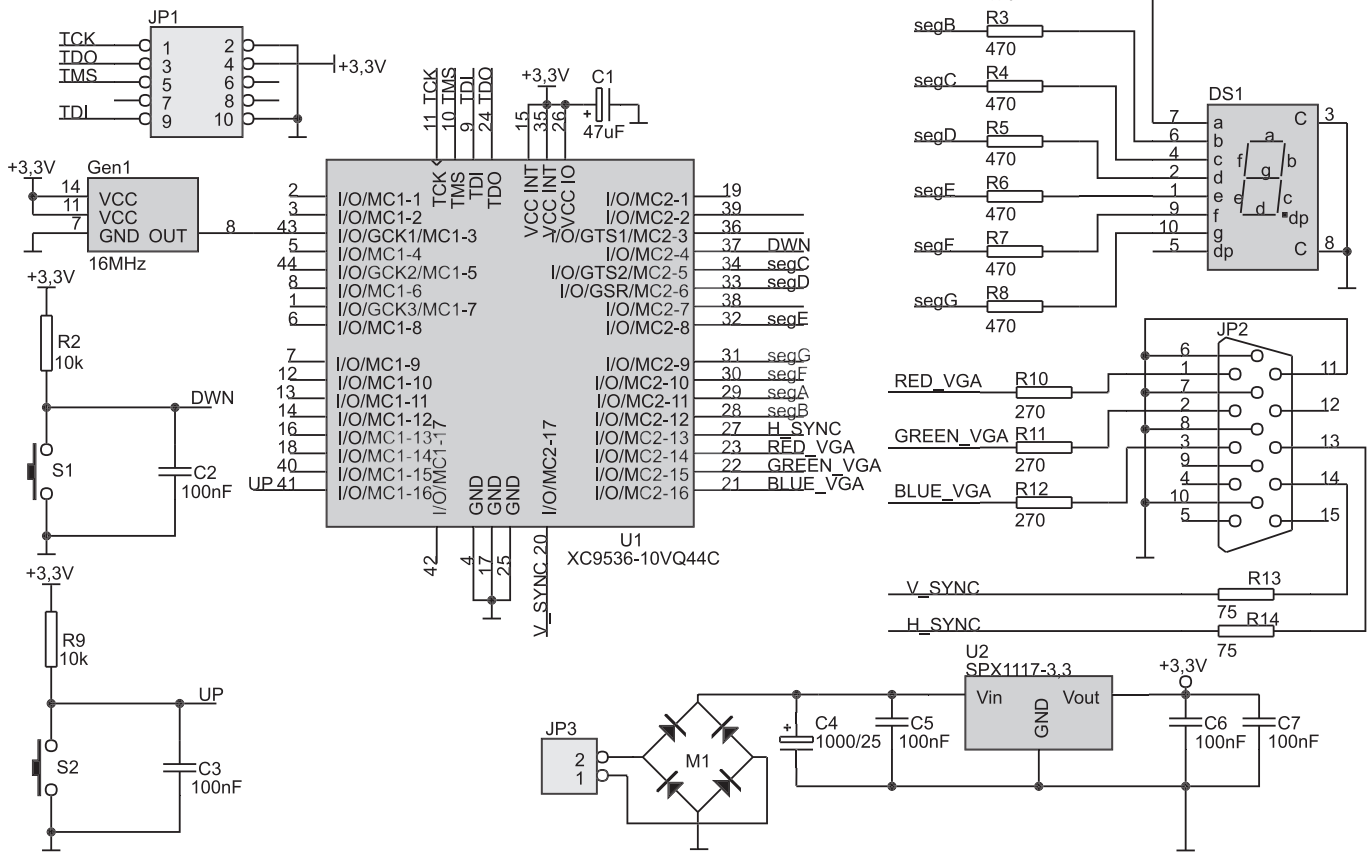 JP1
TCK 1 2
TDO 3 4 +3,3V
TMS 5 6
7 8
TDI 9 10
+3,3V
Gen1
14 VCC
11 VCC
7 GND OUT 8
16MHz
+3,3V
R2
10k
DWN
S1
C2
100nF
+3,3V
R9
10k
UP
S2
C3
100nF
11 TCK
10 TMS
9 TDI
24 TDO
+3,3V
15
35
26
C1
+
47uF
TCK
TMS
TDI
TDO
VCC INT
VCC INT
VCC IO
2 I/O/MC1-1
3 I/O/MC1-2
43 I/O/GCK1/MC1-3
5 I/O/MC1-4
44 I/O/GCK2/MC1-5
8 I/O/MC1-6
1 I/O/GCK3/MC1-7
6 I/O/MC1-8
7 I/O/MC1-9
12 I/O/MC1-10
13 I/O/MC1-11
14 I/O/MC1-12
16 I/O/MC1-13
18 I/O/MC1-14
40 I/O/MC1-15
UP 41 I/O/MC1-16
I/O/MC2-1 19
I/O/MC2-2 39
I/O/GTS1/MC2-3 36
I/O/MC2-4 37 DWN
I/O/GTS2/MC2-5 34 segC
I/O/GSR/MC2-6 33 segD
I/O/MC2-7 38
I/O/MC2-8 32 segE
I/O/MC2-9 31 segG
I/O/MC2-10 30 segF
I/O/MC2-11 29 segA
I/O/MC2-12 28 segB
I/O/MC2-13 27 H_SYNC
I/O/MC2-14 23 RED_VGA
I/O/MC2-15 22 GREEN_VGA
I/O/MC2-16 21 BLUE_VGA
I/O/MC1-17
GND
GND
GND
I/O/MC2-17
42
4
17
25
V_SYNC 20
U1
XC9536-10VQ44C
segB R3
470
segC R4
470
segD R5
470
segE R6
470
segF R7
470
segG R8
470
DS1
7 a C 3
6 b
4 c
2 d
1 e
9 f
10 g
5 dp C 8
a
f b
g
e c
d dp
JP2
RED_VGA R10
270
GREEN_VGA R11
270
BLUE_VGA R12
270
6
1 11
7
2 12
8
3 13
9
4 14
10
5 15
V_SYNC R13
75
H_SYNC R14
75
JP3
2
1
M1
+
C4
1000/25
C5
100nF
U2
SPX1117-3,3
Vin Vout
GND
+3,3V
C6
100nF
C7
100nF